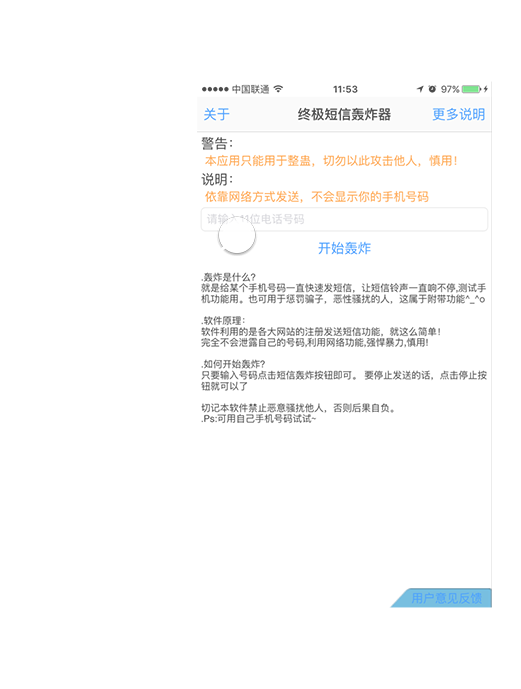 中国联通 11:53 97%
关于 终极短信轰炸器 更多说明
警告：
本应用只能用于整蛊，切勿以此攻击他人，慎用！
说明：
依靠网络方式发送，不会显示你的手机号码
请输 11位电话号码
开始轰炸
.轰炸是什么?
就是给某个手机号码一直快速发短信，让短信铃声一直响不停,测试手
机功能用。也可用于惩罚骗子，恶性骚扰的人，这属于附带功能^_^o
.软件原理：
软件利用的是各大网站的注册发送短信功能，就这么简单！
完全不会泄露自己的号码,利用网络功能,强悍暴力,慎用!
.如何开始轰炸?
只要输入号码点击短信轰炸按钮即可。 要停止发送的话，点击停止按
钮就可以了
切记本软件禁止恶意骚扰他人，否则后果自负。
.Ps:可用自己手机号码试试~
用户意见反馈